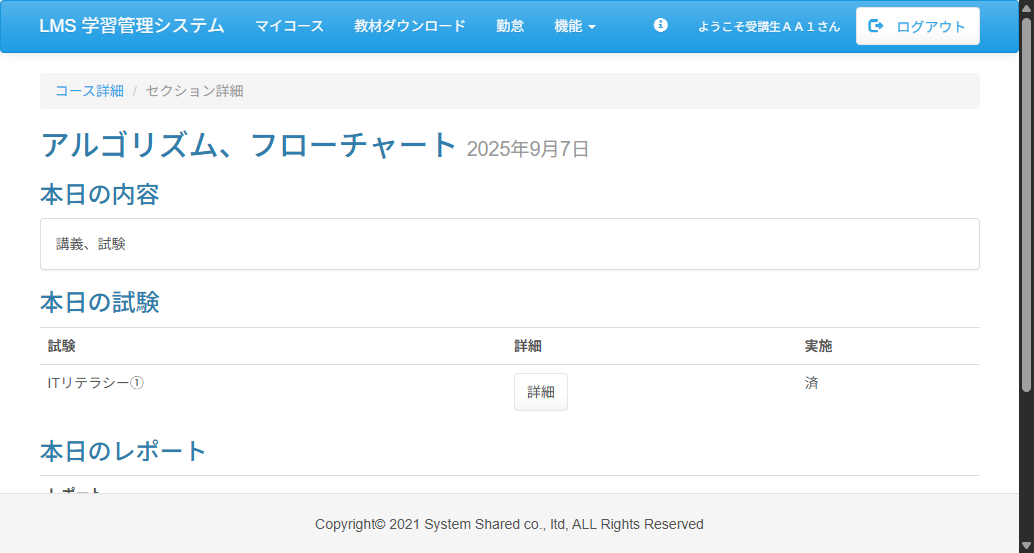 LMS 学習管理システム マイコース 教材ダウンロード 勤怠 機能 ようこそ受講生ＡＡ１さん ログアウト
コース詳細 / セクション詳細
アルゴリズム、フローチャート 2025年9月7日
本日の内容
講義、試験
本日の試験
試験 詳細 実施
ITリテラシー① 詳細 済
本日のレポート
レポート
Copyright© 2021 System Shared co., ltd, ALL Rights Reserved